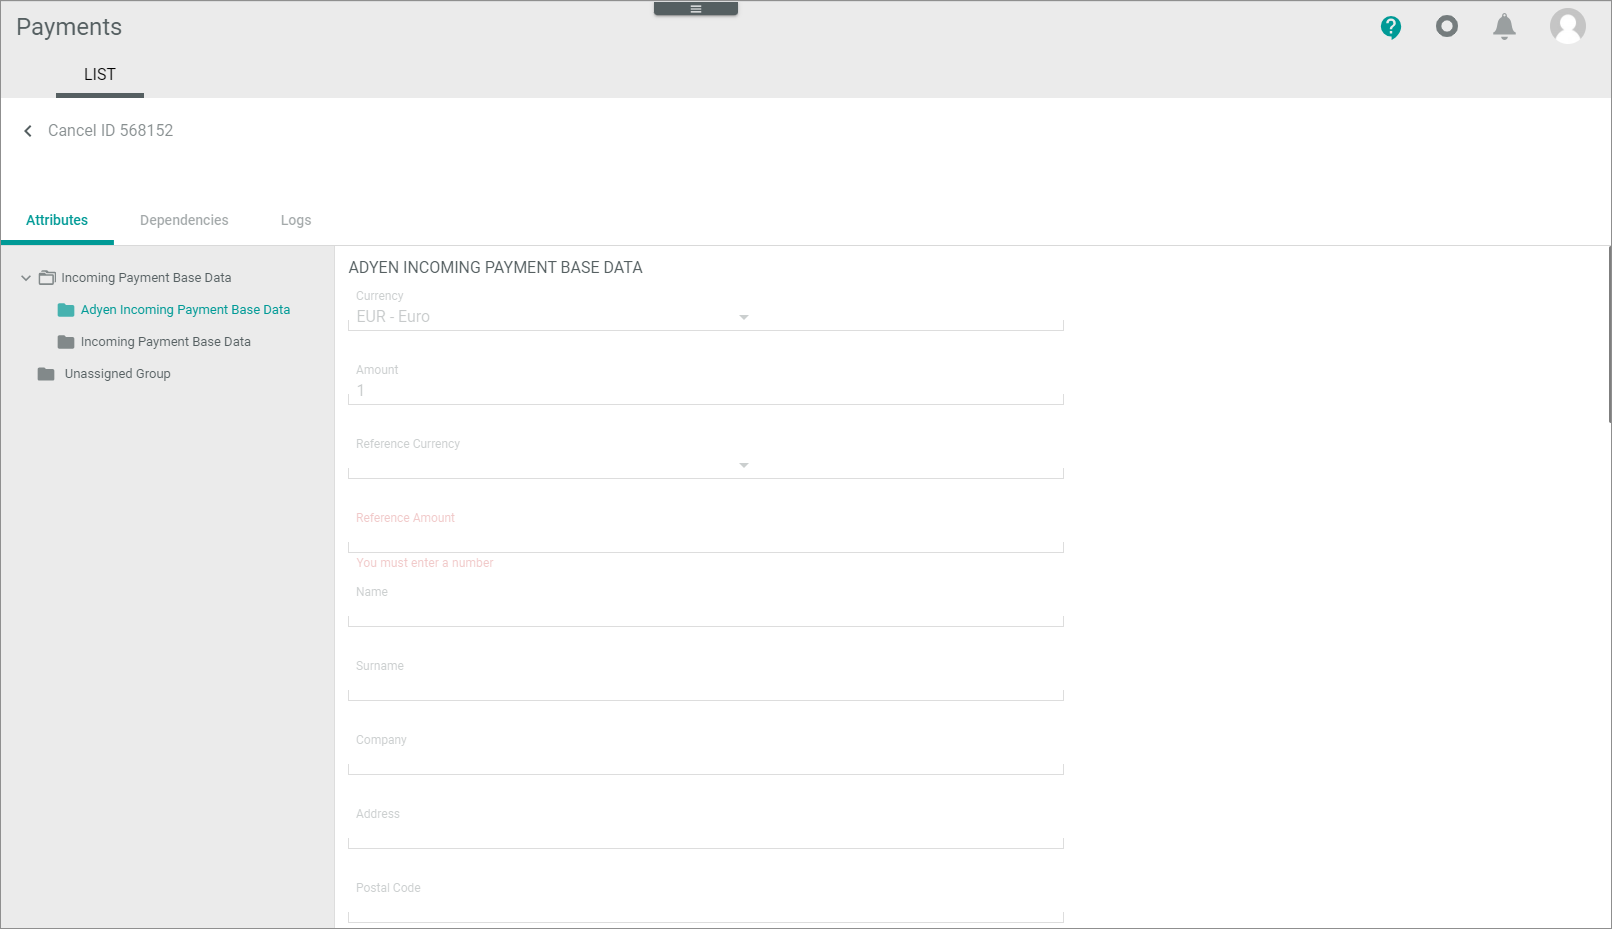 Payments
LIST
Cancel ID 568152
Attributes
Dependencies
Logs
Incoming Payment Base Data
Adyen Incoming Payment Base Data
Incoming Payment Base Data
Unassigned Group
ADYEN INCOMING PAYMENT BASE DATA
Currency
EUR - Euro
Amount
1
Reference Currency
Reference Amount
You must enter a number
Name
Surname
Company
Address
Postal Code